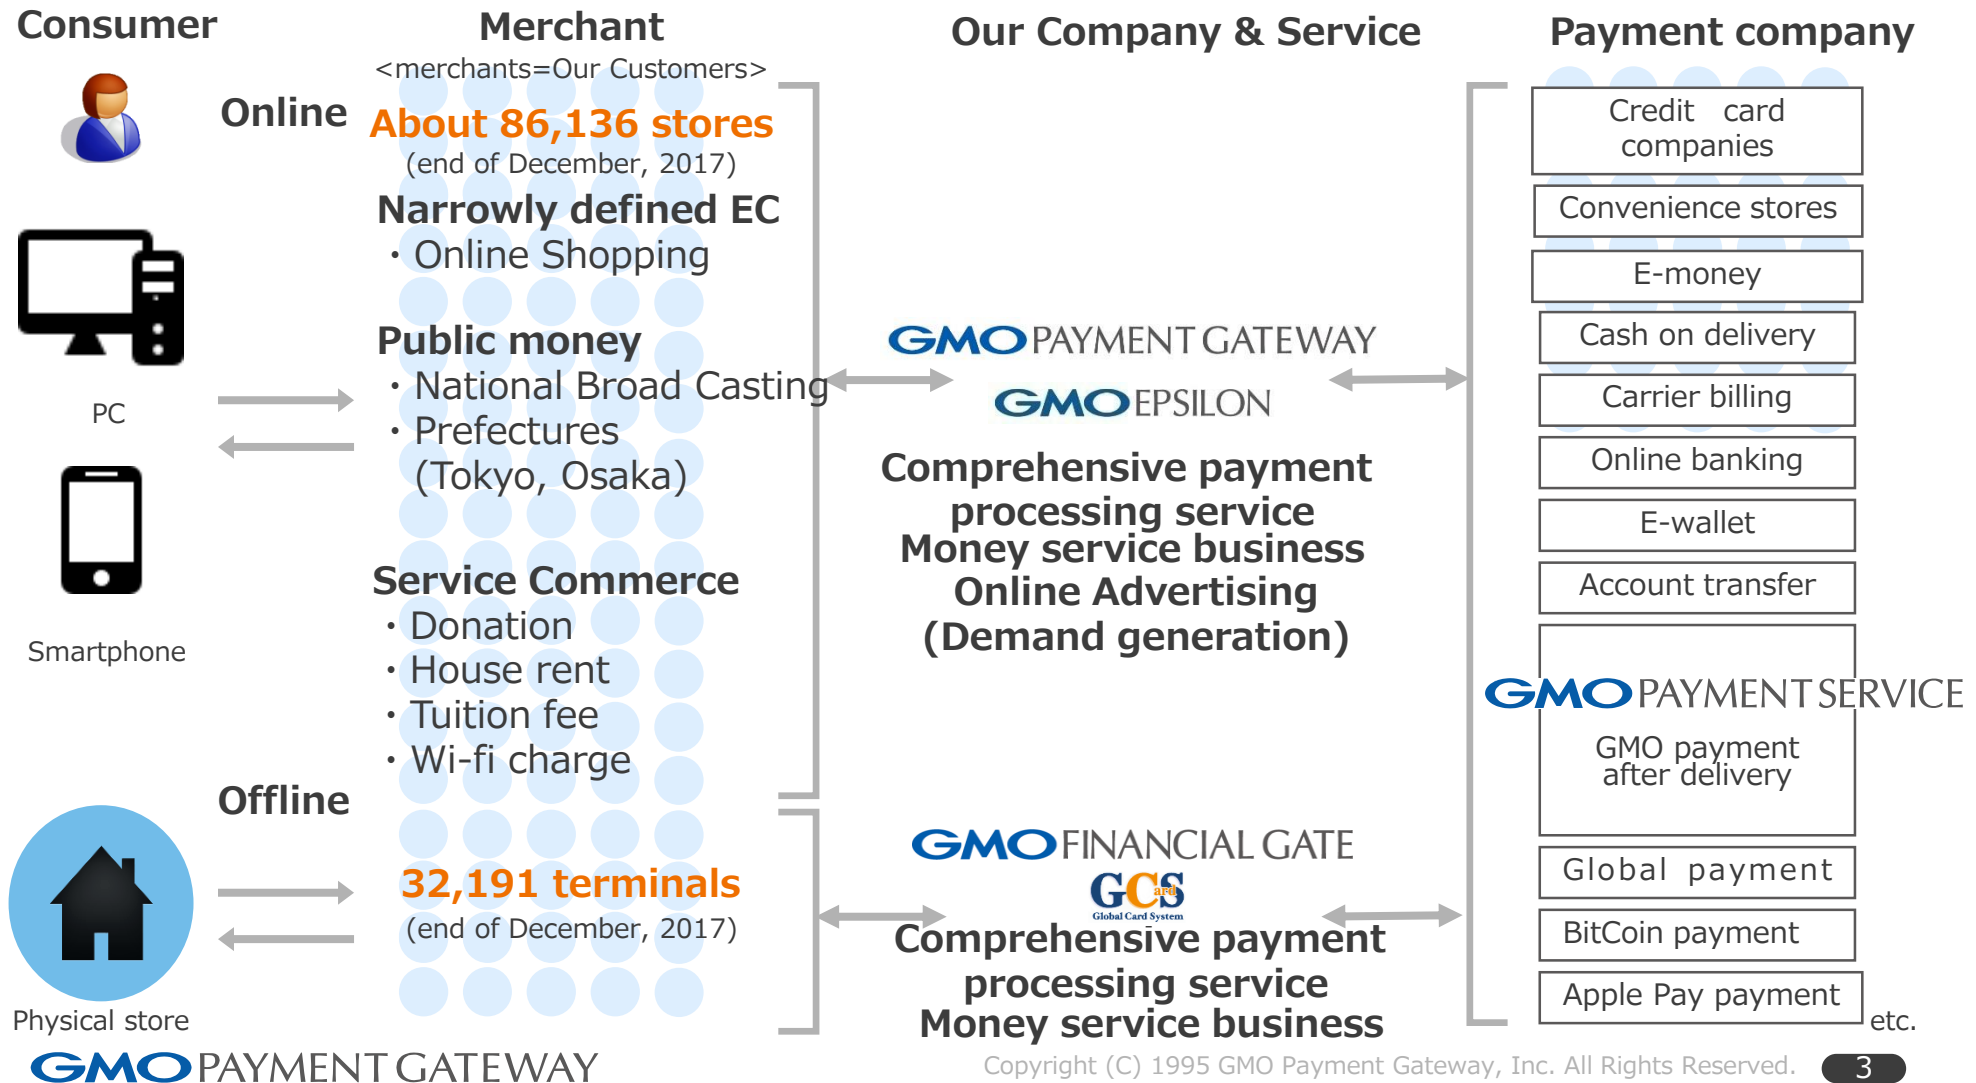 Consumer
Merchant
<merchants=Our Customers>
Our Company & Service
Payment company
Online
About 86,136 stores
(end of December, 2017)
Narrowly defined EC
・Online Shopping
Public money
・National Broad Casting
・Prefectures
(Tokyo, Osaka)
Service Commerce
・Donation
・House rent
・Tuition fee
・Wi-fi charge
PC
Smartphone
Offline
32,191 terminals
(end of December, 2017)
Physical store
GMO PAYMENT GATEWAY
GMO EPSILON
Comprehensive payment
processing service
Money service business
Online Advertising
(Demand generation)
GMO FINANCIAL GATE
GCS
ard
Global Card System
Comprehensive payment
processing service
Money service business
Credit card
companies
Convenience stores
E-money
Cash on delivery
Carrier billing
Online banking
E-wallet
Account transfer
GMO PAYMENT SERVICE
GMO payment
after delivery
Global payment
BitCoin payment
Apple Pay payment
etc.
GMO PAYMENT GATEWAY
Copyright (C) 1995 GMO Payment Gateway, Inc. All Rights Reserved.
3